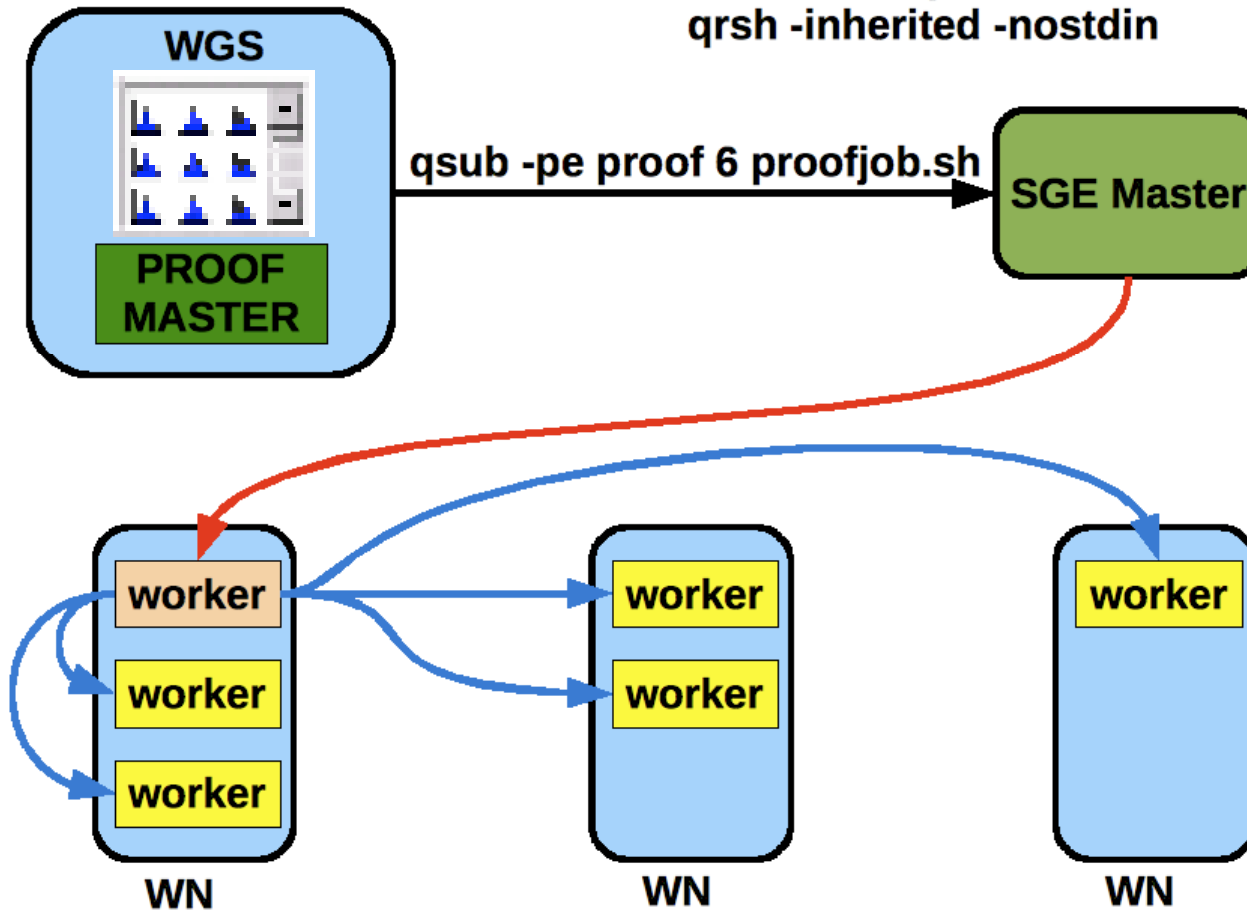 qrsh -inherited -nostdin
WGS
qsub -pe proof 6 proofjob.sh
SGE Master
PROOF
MASTER
worker
worker
worker
worker
worker
worker
WN
WN
WN